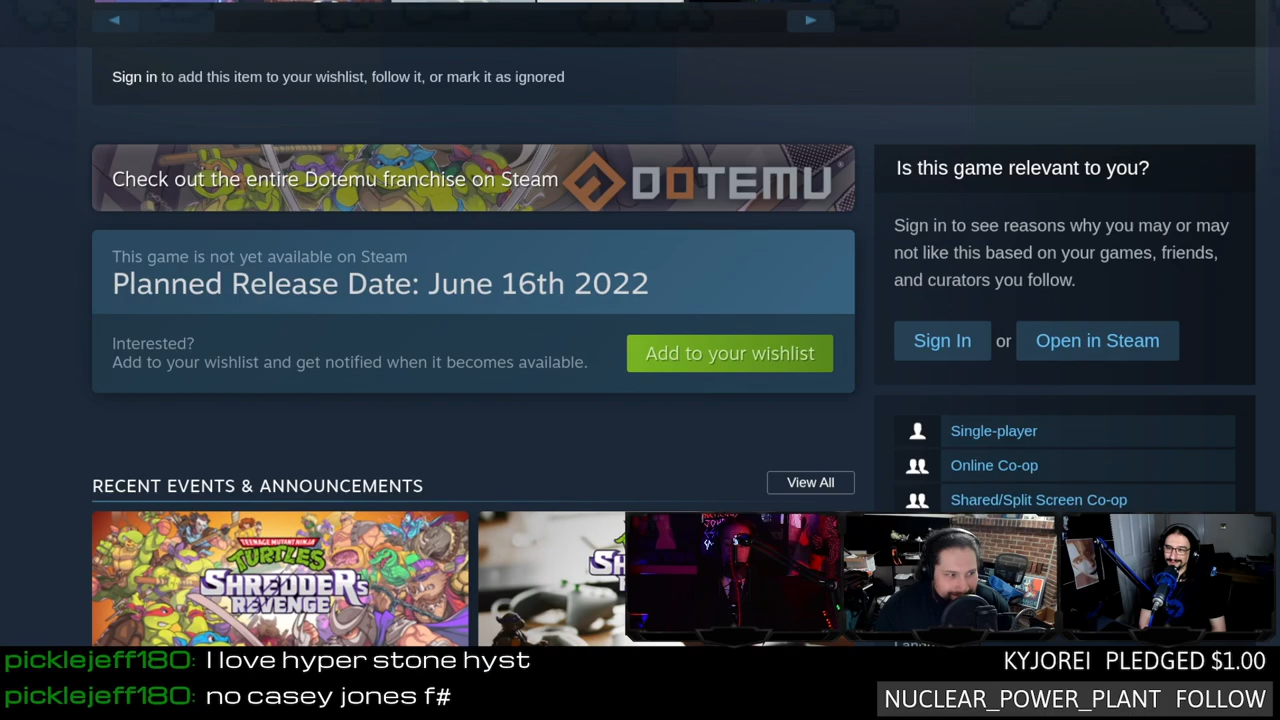 Sign in to add this item to your wishlist, follow it, or mark it as ignored
Check out the entire Dotemu franchise on Steam
DOTEMU
This game is not yet available on Steam
Planned Release Date: June 16th 2022
Interested?
Add to your wishlist and get notified when it becomes available.
Add to your wishlist
Is this game relevant to you?
Sign in to see reasons why you may or may
not like this based on your games, friends,
and curators you follow.
Sign In or Open in Steam
Single-player
Online Co-op
Shared/Split Screen Co-op
RECENT EVENTS & ANNOUNCEMENTS
View All
TEENAGE MUTANT NINJA
TURTLES
SHREDDER'S
REVENGE
picklejeff180: I love hyper stone hyst
picklejeff180: no casey jones f#
KYJOREI PLEDGED $1.00
NUCLEAR_POWER_PLANT FOLLOW